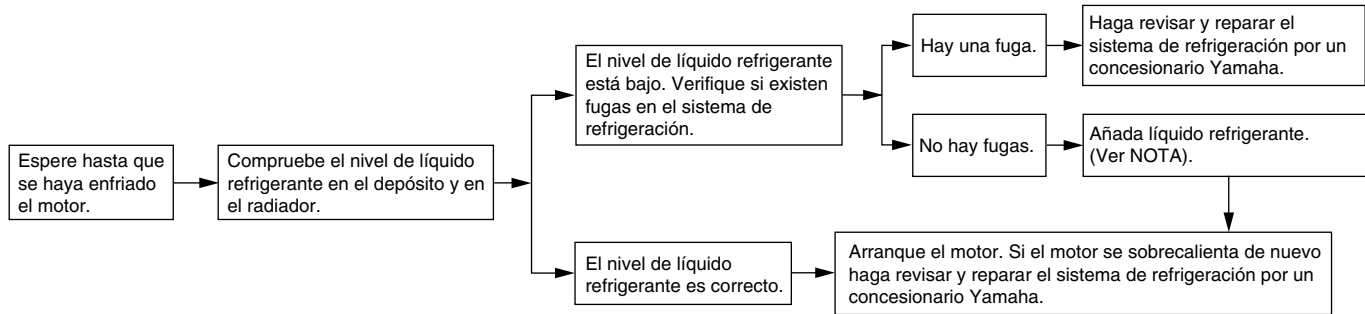 Espere hasta que
se haya enfriado
el motor.
Compruebe el nivel de líquido
refrigerante en el depósito y en
el radiador.
El nivel de líquido refrigerante
está bajo. Verifique si existen
fugas en el sistema de
refrigeración.
Hay una fuga.
Haga revisar y reparar el
sistema de refrigeración por un
concesionario Yamaha.
No hay fugas.
Añada líquido refrigerante.
(Ver NOTA).
El nivel de líquido
refrigerante es correcto.
Arranque el motor. Si el motor se sobrecalienta de nuevo
haga revisar y reparar el sistema de refrigeración por un
concesionario Yamaha.